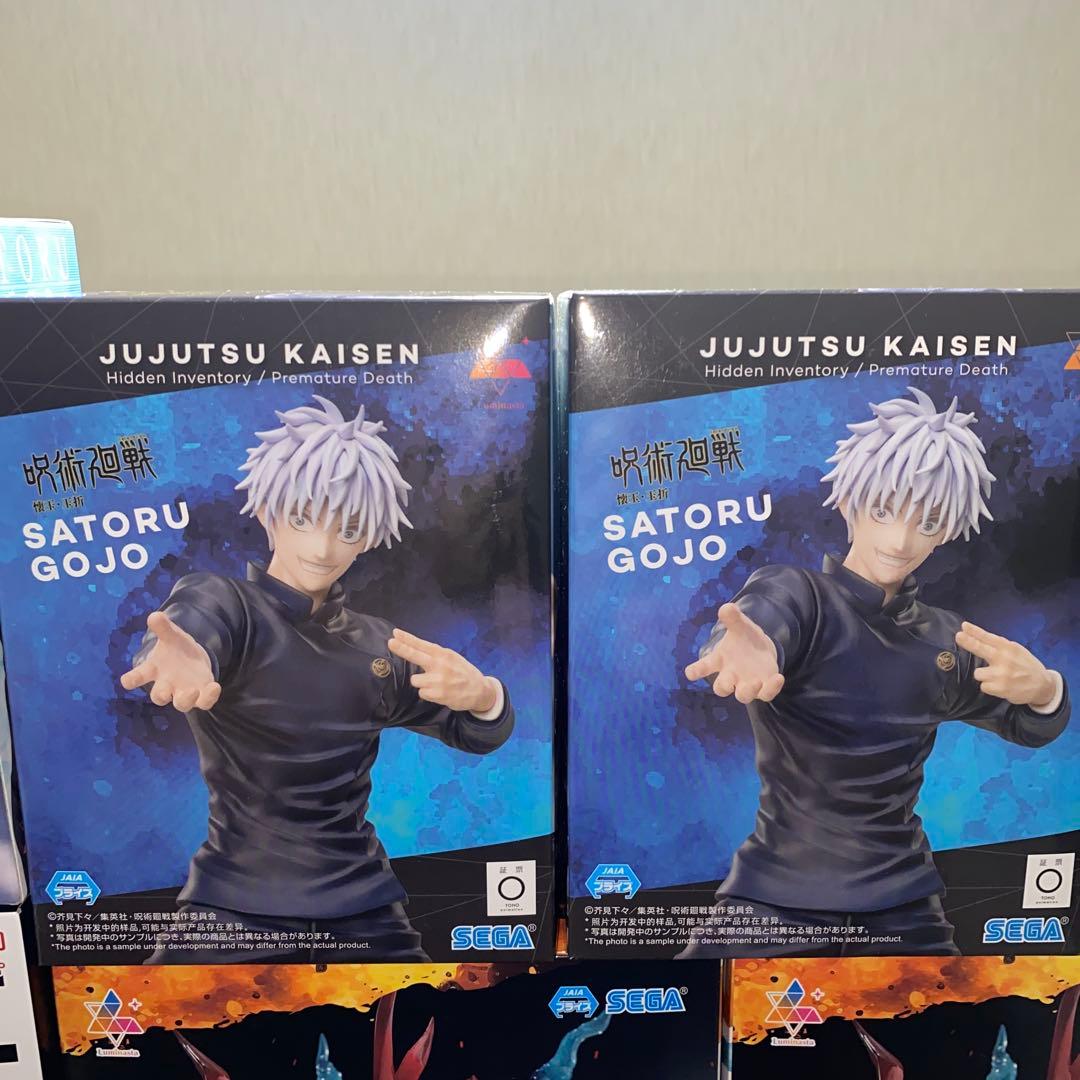 TORU
JUJUTSU KAISEN
Hidden Inventory / Premature Death
Luminasta
呪術廻戦
懐玉・玉折
SATORU
GOJO
JAIA
プライズ
証票
TOHO
animation
©芥見下々／集英社・呪術廻戦製作委員会
* 照片为开发中的样品,可能与实际产品存在差异。
* 写真は開発中のサンプルにつき、実際の商品とは異なる場合があります。
*The photo is a sample under development and may differ from the actual product.
SEGA®
JUJUTSU KAISEN
Hidden Inventory / Premature Death
呪術廻戦
懐玉・玉折
SATORU
GOJO
JAIA
プライズ
証票
TOHO
animation
©芥見下々／集英社・呪術廻戦製作委員会
* 照片为开发中的样品,可能与实际产品存在差异。
* 写真は開発中のサンプルにつき、実際の商品とは異なる場合があります。
*The photo is a sample under development and may differ from the actual product.
SEGA®
Luminasta
JAIA
プライズ
SEGA®
Luminasta